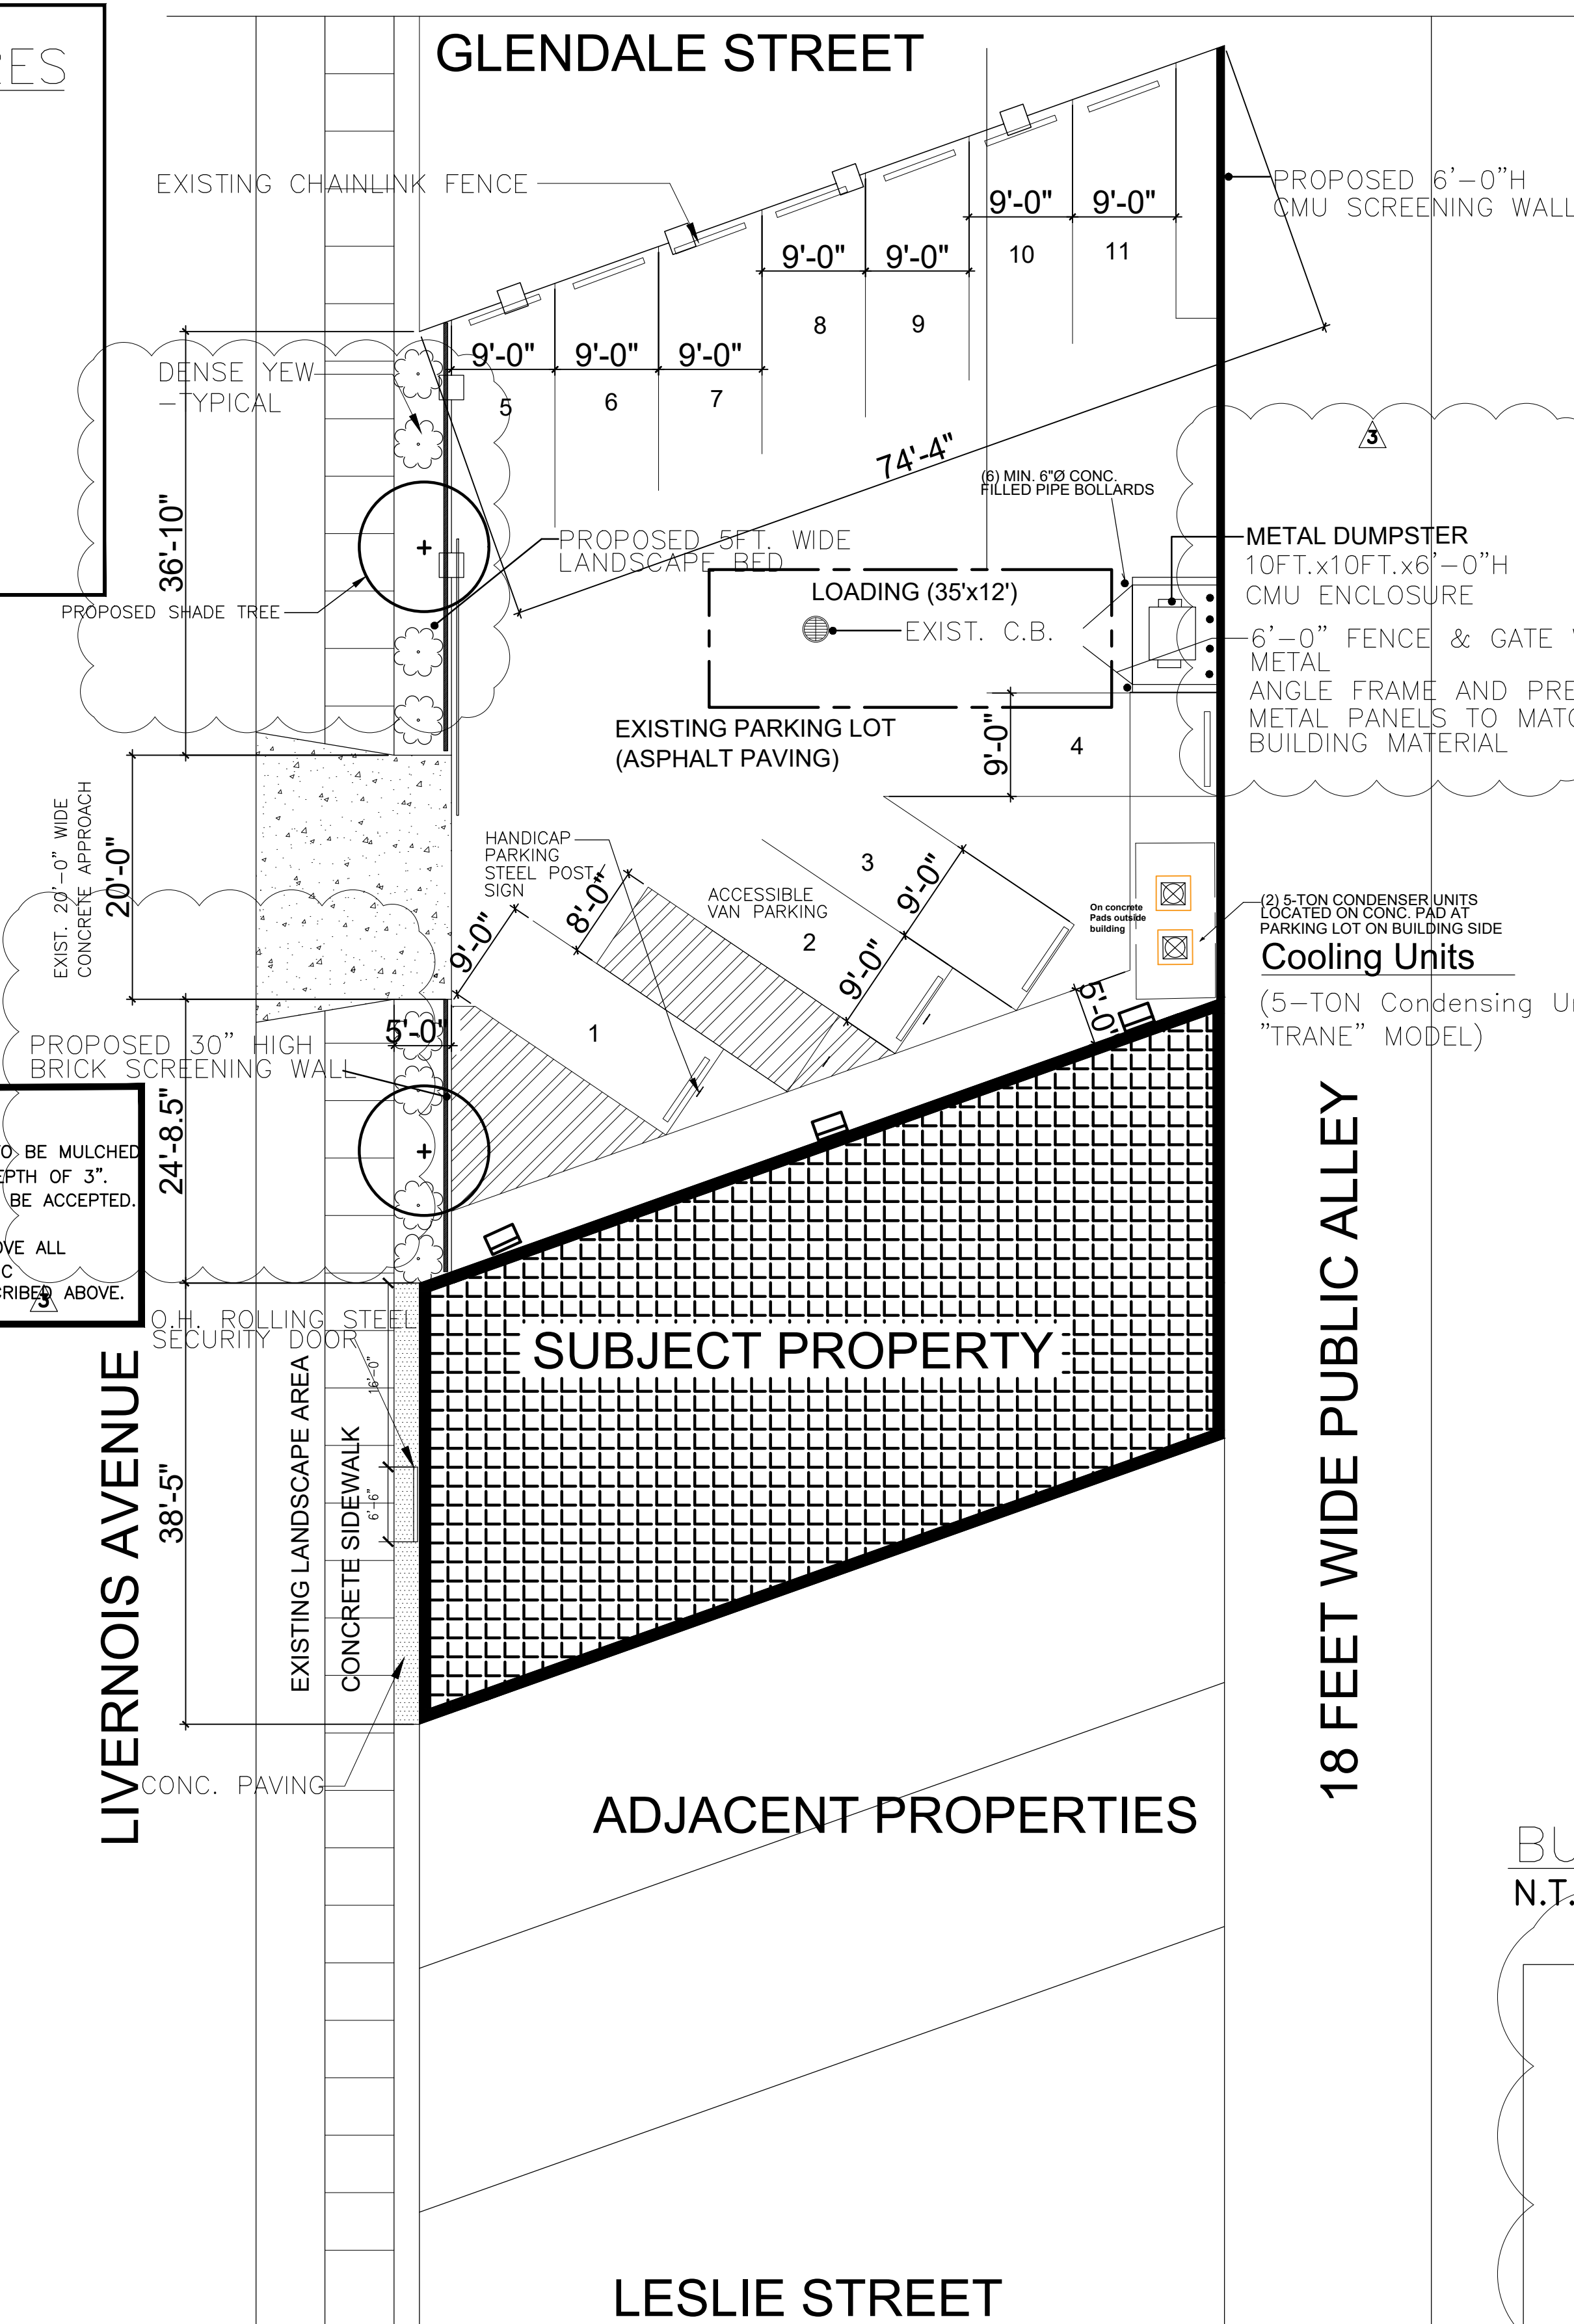 GLENDALE STREET
EXISTING CHAINLINK FENCE
PROPOSED 6'-0"H
CMU SCREENING WALL
9'-0"
9'-0"
10
11
9'-0"
9'-0"
8
9
9'-0"
9'-0"
9'-0"
5
6
7
DENSE YEW
-TYPICAL
36'-10"
74'-4"
3
(6) MIN. 6"Ø CONC.
FILLED PIPE BOLLARDS
PROPOSED 5FT. WIDE
LANDSCAPE BED
PROPOSED SHADE TREE
LOADING (35'x12')
EXIST. C.B.
METAL DUMPSTER
10FT.x10FT.x6'-0"H
CMU ENCLOSURE
6'-0" FENCE & GATE
METAL
ANGLE FRAME AND
METAL PANELS TO
BUILDING MATERIAL
EXISTING PARKING LOT
(ASPHALT PAVING)
9'-0"
4
EXIST. 20'-0" WIDE
CONCRETE APPROACH
20'-0"
HANDICAP
PARKING
STEEL POST
SIGN
8'-0"
9'-0"
ACCESSIBLE
VAN PARKING
2
3
9'-0"
9'-0"
On concrete
Pads outside
building
(2) 5-TON CONDENSER UNITS
LOCATED ON CONC. PAD AT
PARKING LOT ON BUILDING SIDE
Cooling Units
(5-TON Condensing
"TRANE" MODEL)
5'-0"
5'-0"
1
PROPOSED 30" HIGH
BRICK SCREENING WALL
24'-8.5"
TO BE MULCHED
DEPTH OF 3".
BE ACCEPTED.
ALL
ABOVE.
3
O.H. ROLLING STEEL
SECURITY DOOR
16'-0"
6'-6"
38'-5"
LIVERNOIS AVENUE
EXISTING LANDSCAPE AREA
CONCRETE SIDEWALK
SUBJECT PROPERTY
18 FEET WIDE PUBLIC ALLEY
CONC. PAVING
ADJACENT PROPERTIES
N.T.
LESLIE STREET